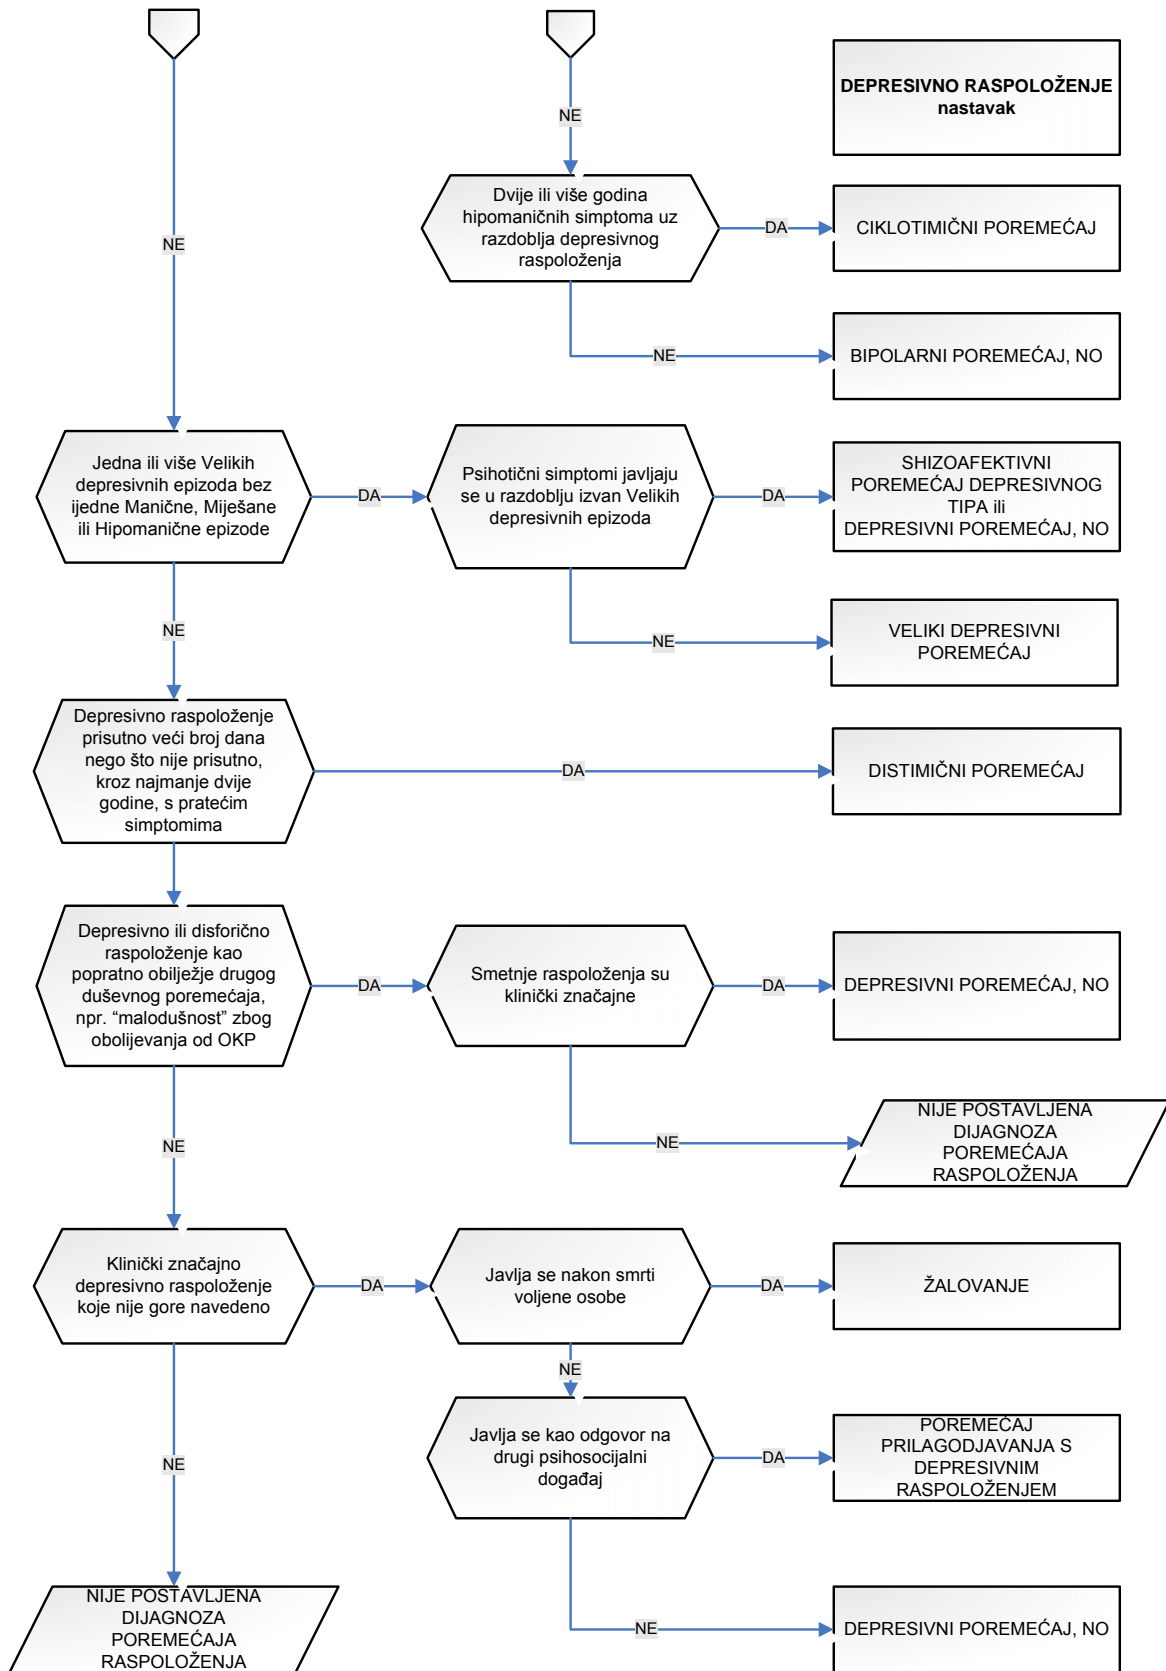 DEPRESIVNO RASPOLOŽENJE
nastavak
NE
NE
Dvije ili više godina
hipomaničnih simptoma uz
razdoblja depresivnog
raspoloženja
DA
CIKLOTIMIČNI POREMEĆAJ
NE
BIPOLARNI POREMEĆAJ, NO
Jedna ili više Velikih
depresivnih epizoda bez
ijedne Manične, Miješane
ili Hipomanične epizode
DA
Psihotični simptomi javljaju
se u razdoblju izvan Velikih
depresivnih epizoda
DA
SHIZOAFEKTIVNI
POREMEĆAJ DEPRESIVNOG
TIPA ili
DEPRESIVNI POREMEĆAJ, NO
NE
NE
VELIKI DEPRESIVNI
POREMEĆAJ
Depresivno raspoloženje
prisutno veći broj dana
nego što nije prisutno,
kroz najmanje dvije
godine, s pratećim
simptomima
DA
DISTIMIČNI POREMEĆAJ
Depresivno ili disforično
raspoloženje kao
popratno obilježje drugog
duševnog poremećaja,
npr. “malodušnost” zbog
obolijevanja od OKP
DA
Smetnje raspoloženja su
klinički značajne
DA
DEPRESIVNI POREMEĆAJ, NO
NE
NE
NIJE POSTAVLJENA
DIJAGNOZA
POREMEĆAJA
RASPOLOŽENJA
Klinički značajno
depresivno raspoloženje
koje nije gore navedeno
DA
Javlja se nakon smrti
voljene osobe
DA
ŽALOVANJE
NE
Javlja se kao odgovor na
drugi psihosocijalni
događaj
DA
POREMEĆAJ
PRILAGODJAVANJA S
DEPRESIVNIM
RASPOLOŽENJEM
NE
NIJE POSTAVLJENA
DIJAGNOZA
POREMEĆAJA
RASPOLOŽENJA
NE
DEPRESIVNI POREMEĆAJ, NO